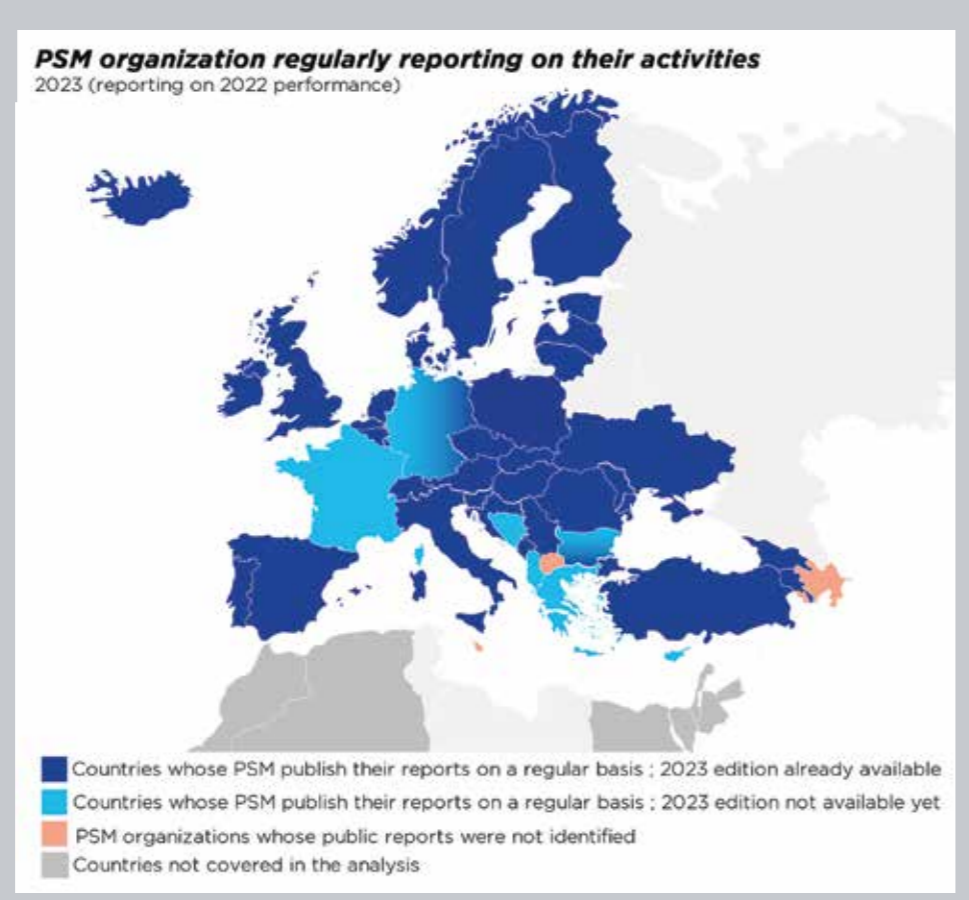 PSM organization regularly reporting on their activities
2023 (reporting on 2022 performance)
Countries whose PSM publish their reports on a regular basis ; 2023 edition already available
Countries whose PSM publish their reports on a regular basis ; 2023 edition not available yet
PSM organizations whose public reports were not identified
Countries not covered in the analysis